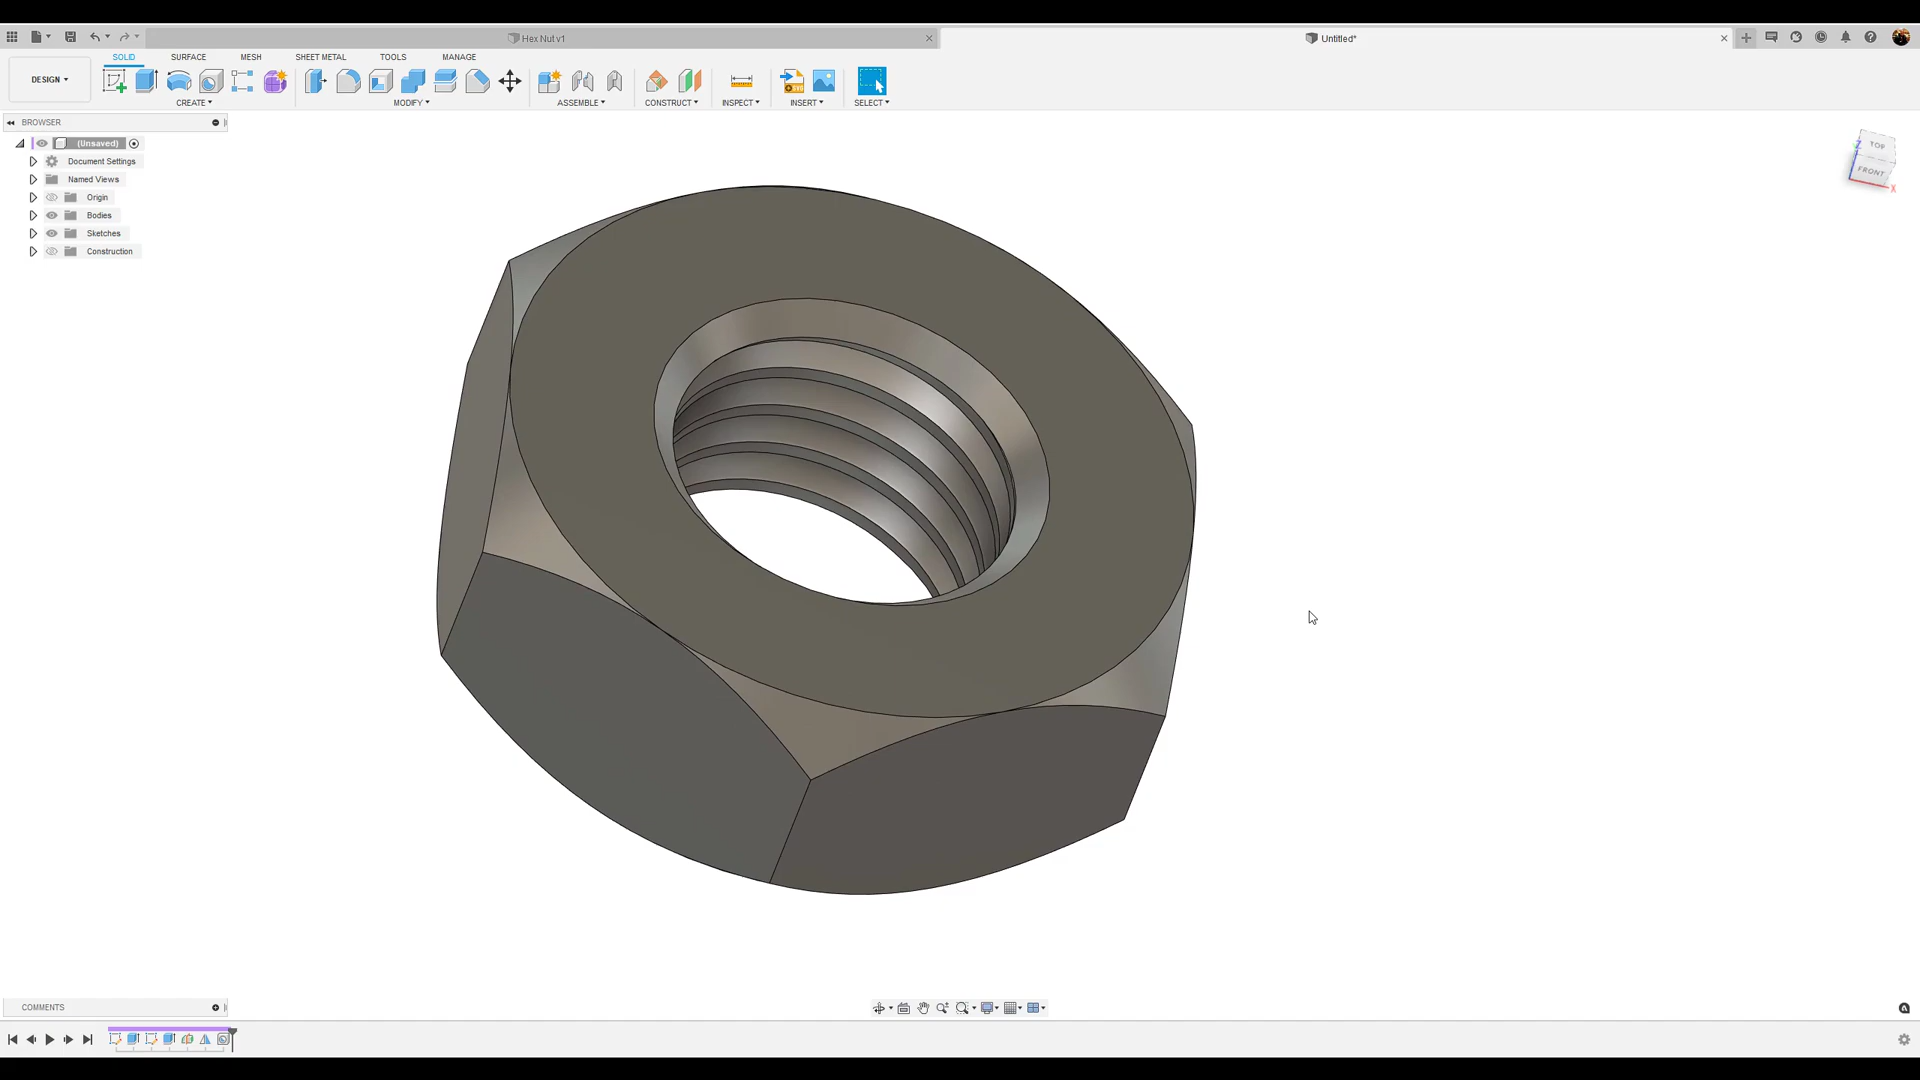 Hex Nut v1
Untitled*
SOLID SURFACE MESH SHEET METAL TOOLS MANAGE
DESIGN
CREATE MODIFY ASSEMBLE CONSTRUCT INSPECT INSERT SELECT
BROWSER
(Unsaved)
Document Settings
Named Views
Origin
Bodies
Sketches
Construction
TOP
FRONT
Z
X
COMMENTS